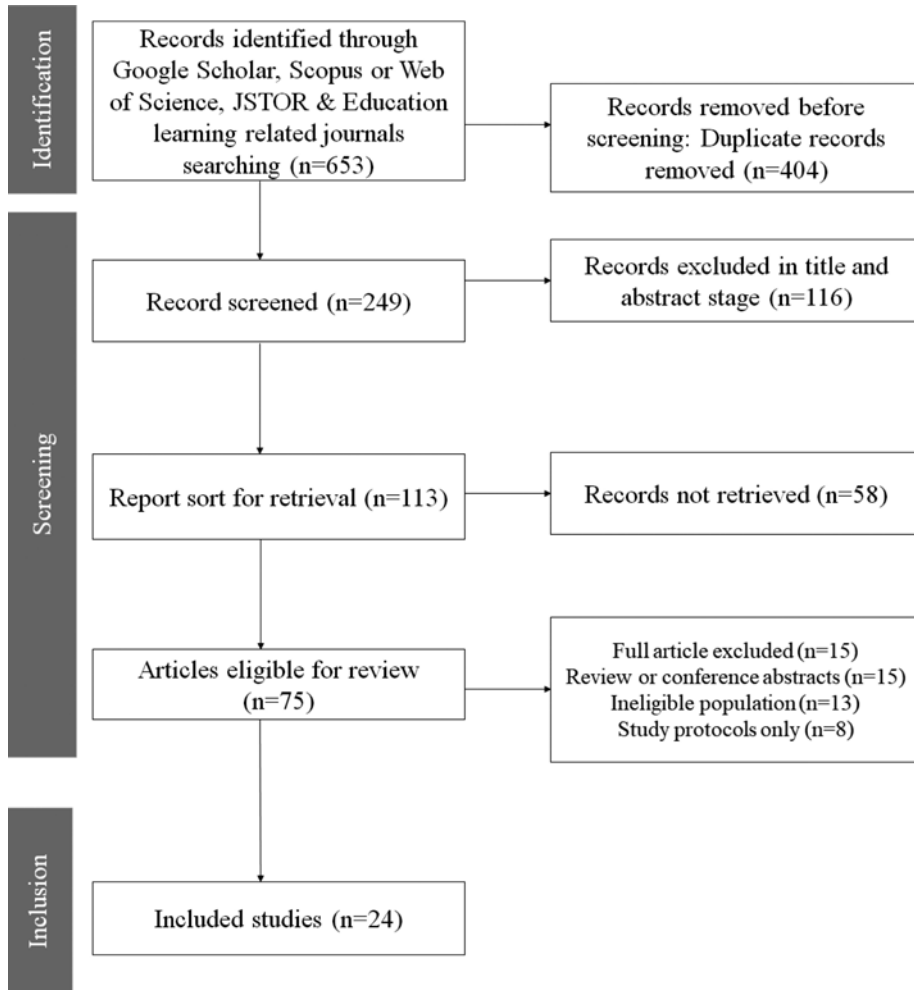 Identification
Records identified through
Google Scholar, Scopus or Web
of Science, JSTOR & Education
learning related journals
searching (n=653)
Records removed before
screening: Duplicate records
removed (n=404)
Screening
Record screened (n=249)
Records excluded in title and
abstract stage (n=116)
Report sort for retrieval (n=113)
Records not retrieved (n=58)
Articles eligible for review
(n=75)
Full article excluded (n=15)
Review or conference abstracts (n=15)
Ineligible population (n=13)
Study protocols only (n=8)
Inclusion
Included studies (n=24)